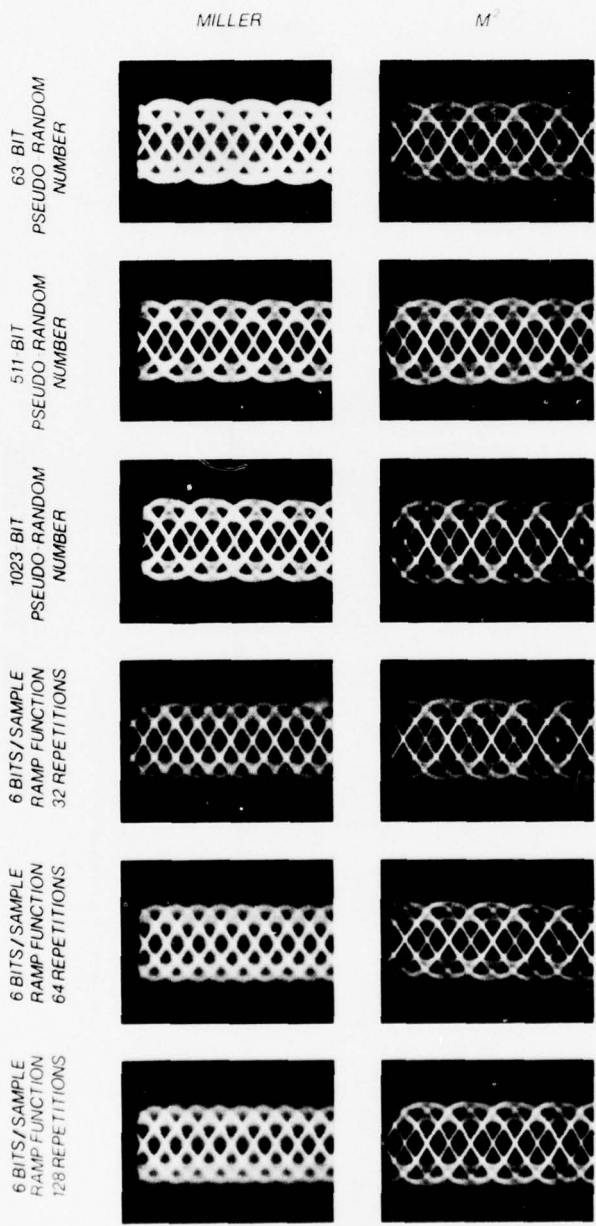 MILLER
M²
63-BIT
PSEUDO-RANDOM
NUMBER
511-BIT
PSEUDO-RANDOM
NUMBER
1023-BIT
PSEUDO-RANDOM
NUMBER
6 BITS/SAMPLE
RAMP FUNCTION
32 REPETITIONS
6 BITS/SAMPLE
RAMP FUNCTION
64 REPETITIONS
6 BITS/SAMPLE
RAMP FUNCTION
128 REPETITIONS